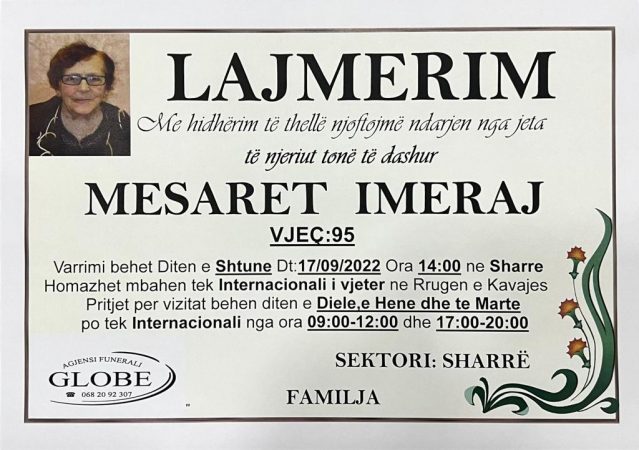 LAJMERIM
Me hidhërim të thellë njoftojmë ndarjen nga jeta
të njeriut tonë të dashur
MESARET IMERAJ
VJEÇ:95
Varrimi behet Diten e Shtune Dt:17/09/2022 Ora 14:00 ne Sharre
Homazhet mbahen tek Internacionali i vjeter ne Rrugen e Kavajes
Pritjet per vizitat behen diten e Diele,e Hene dhe te Marte
po tek Internacionali nga ora 09:00-12:00 dhe 17:00-20:00
AGJENSI FUNERALI
GLOBE
☎ 068 20 92 307
SEKTORI: SHARRË
FAMILJA